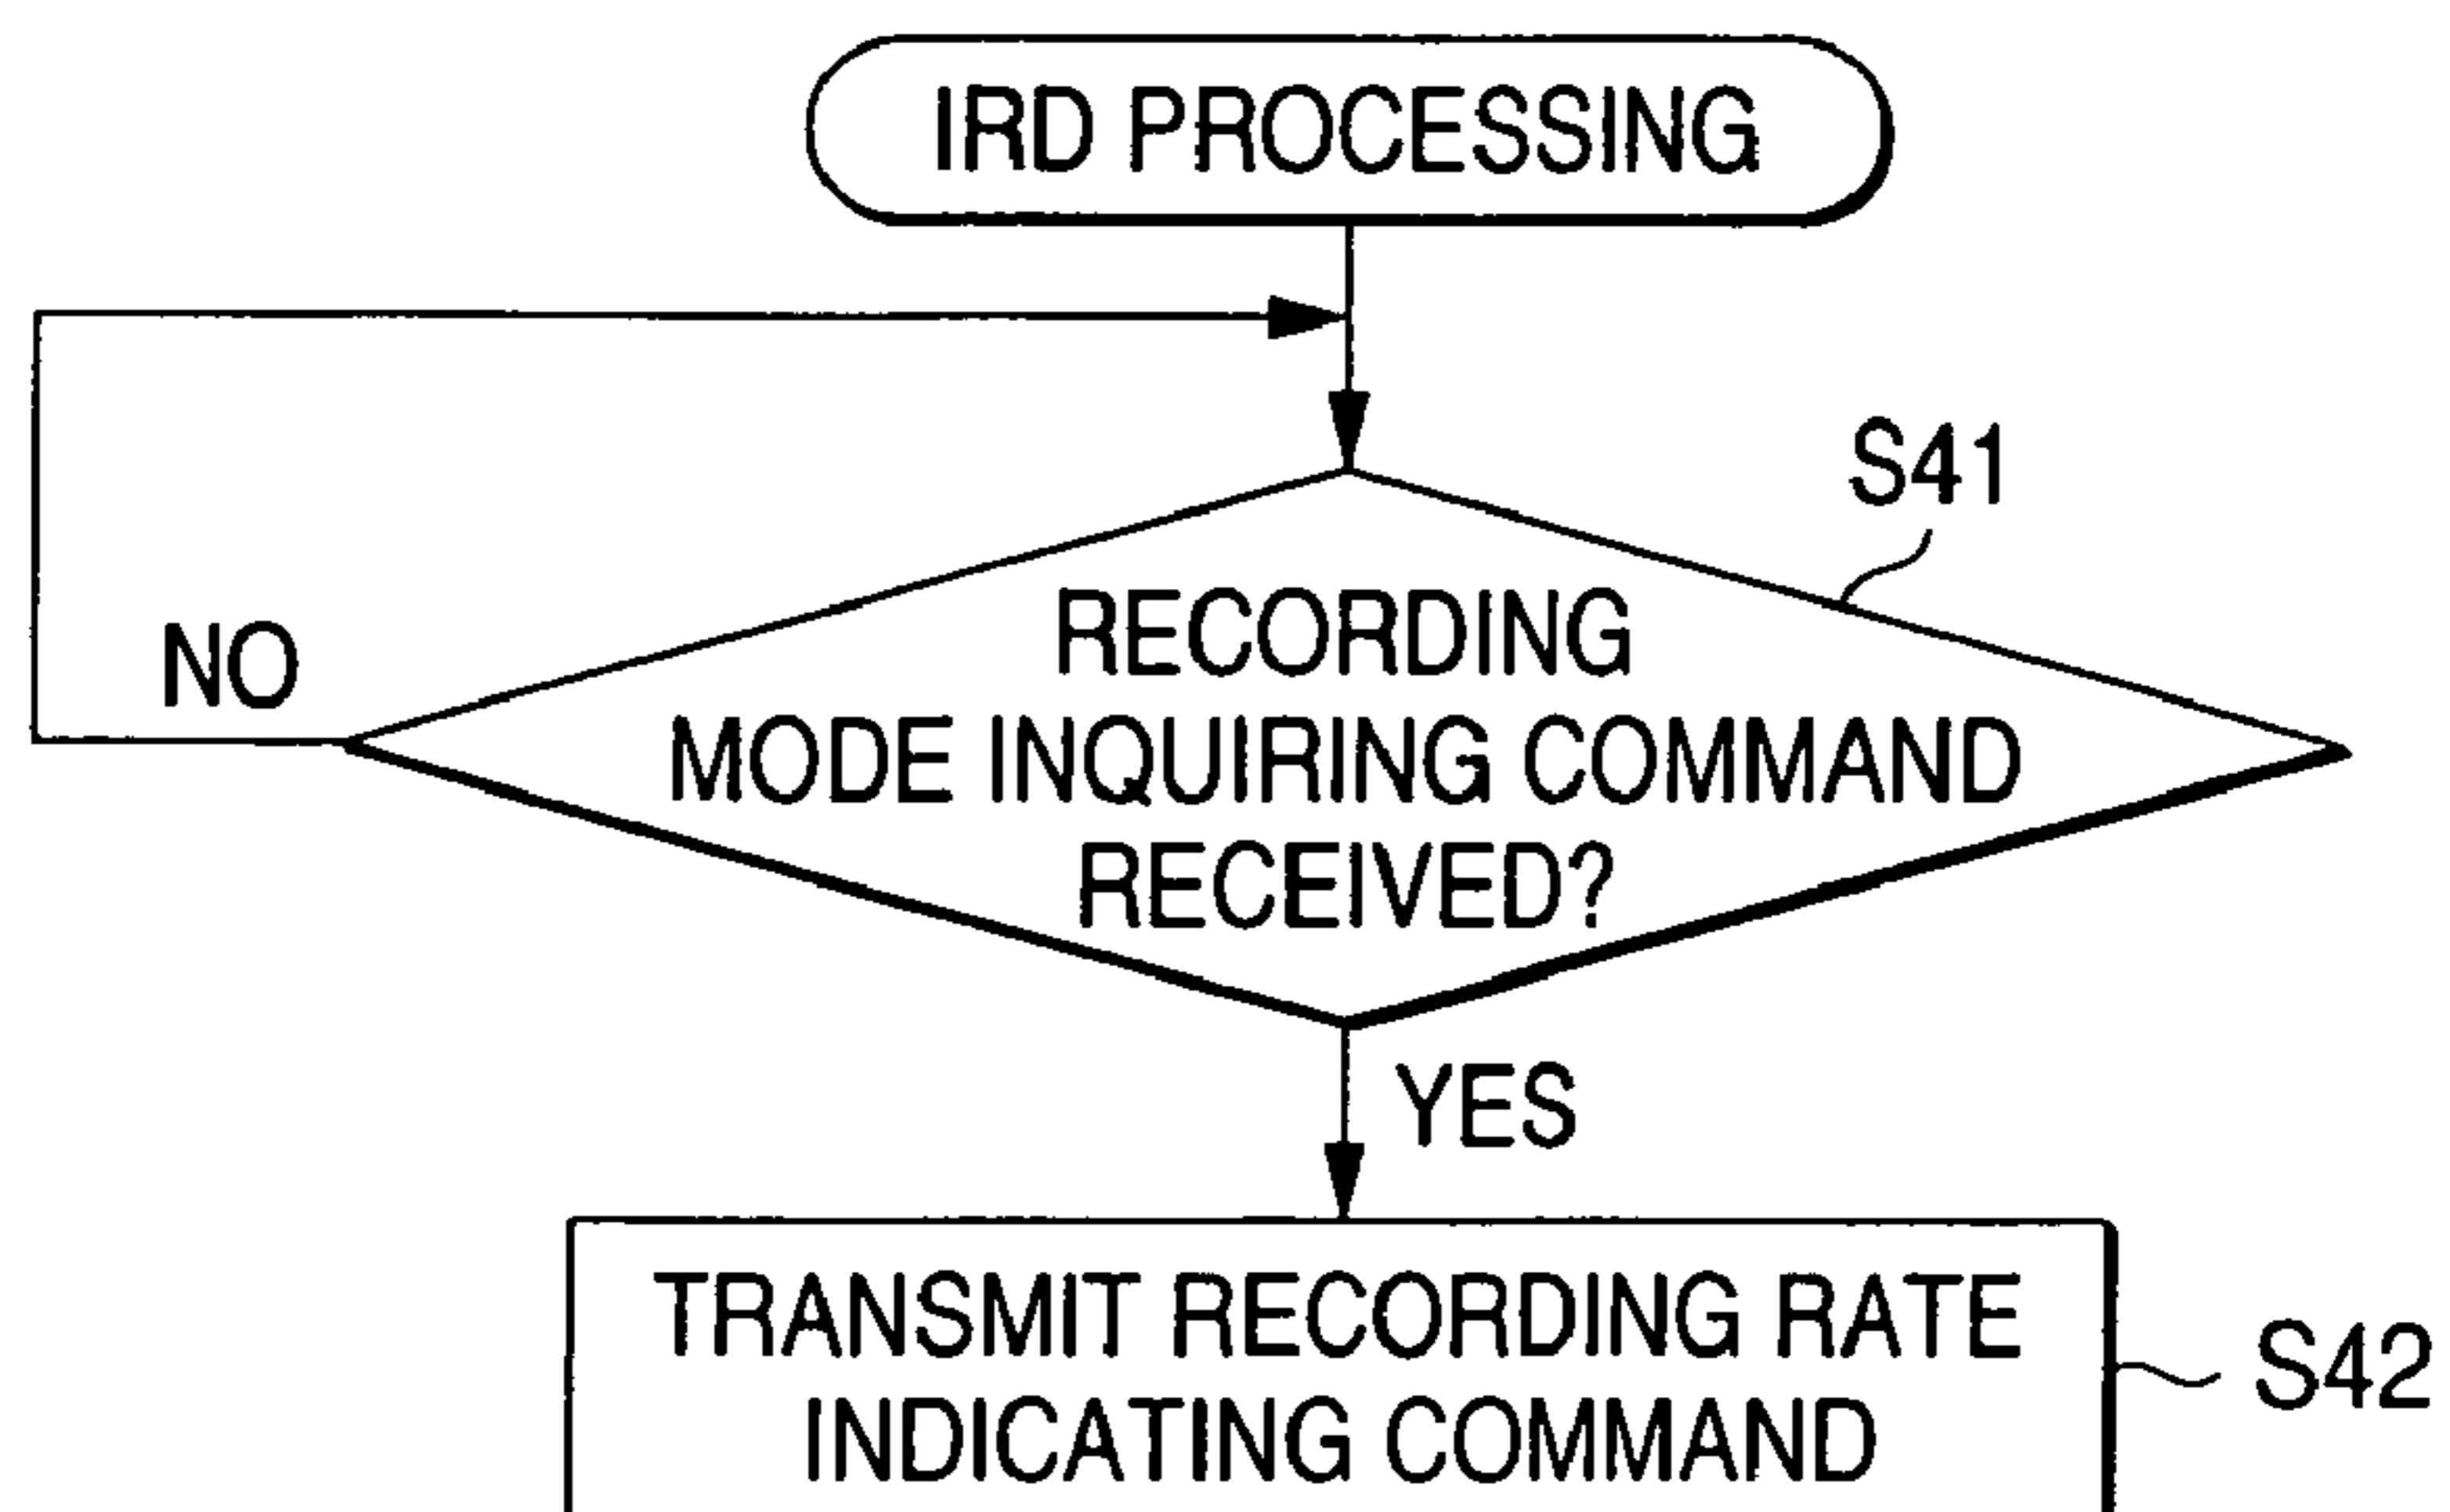 IRD PROCESSING
S41
RECORDING
NO
MODE INQUIRING COMMAND
RECEIVED?
YES
TRANSMIT RECORDING RATE
S42
INDICATING COMMAND